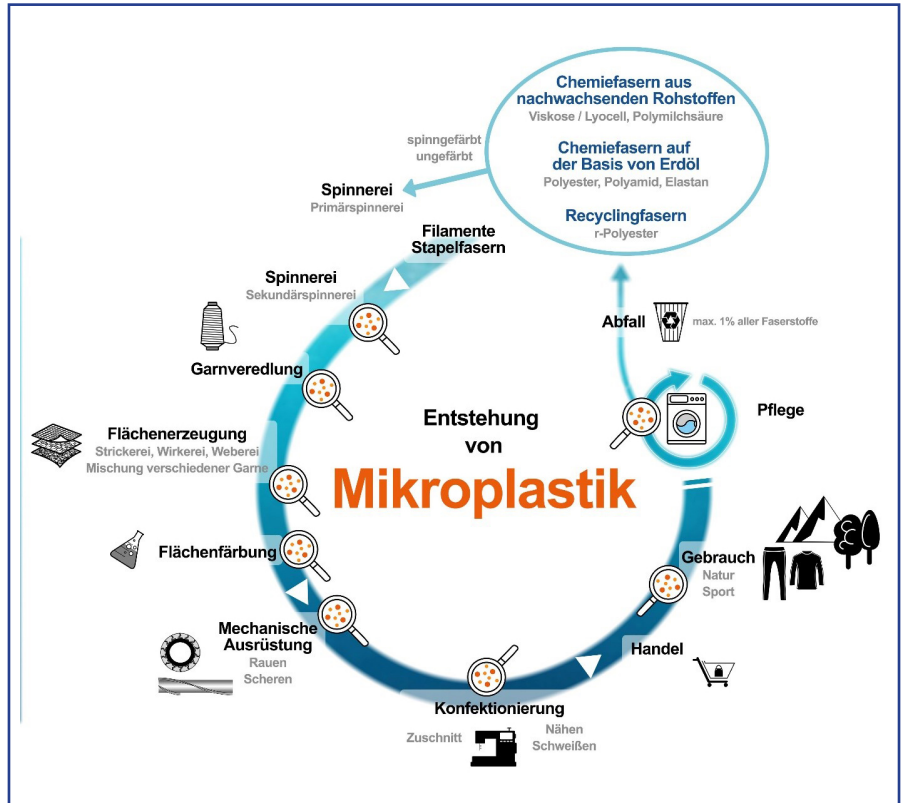 Chemiefasern aus
nachwachsenden Rohstoffen
Viskose / Lyocell, Polymilchsäure
Chemiefasern auf
der Basis von Erdöl
Polyester, Polyamid, Elastan
Recyclingfasern
r-Polyester
spinngefärbt
ungefärbt
Spinnerei
Primärspinnerei
Filamente
Stapelfasern
Spinnerei
Sekundärspinnerei
Garnveredlung
Flächenerzeugung
Strickerei, Wirkerei, Weberei
Mischung verschiedener Garne
Flächenfärbung
Mechanische
Ausrüstung
Rauen
Scheren
Konfektionierung
Zuschnitt
Nähen
Schweißen
Handel
Gebrauch
Natur
Sport
Pflege
Abfall
max. 1% aller Faserstoffe
Entstehung
von
Mikroplastik